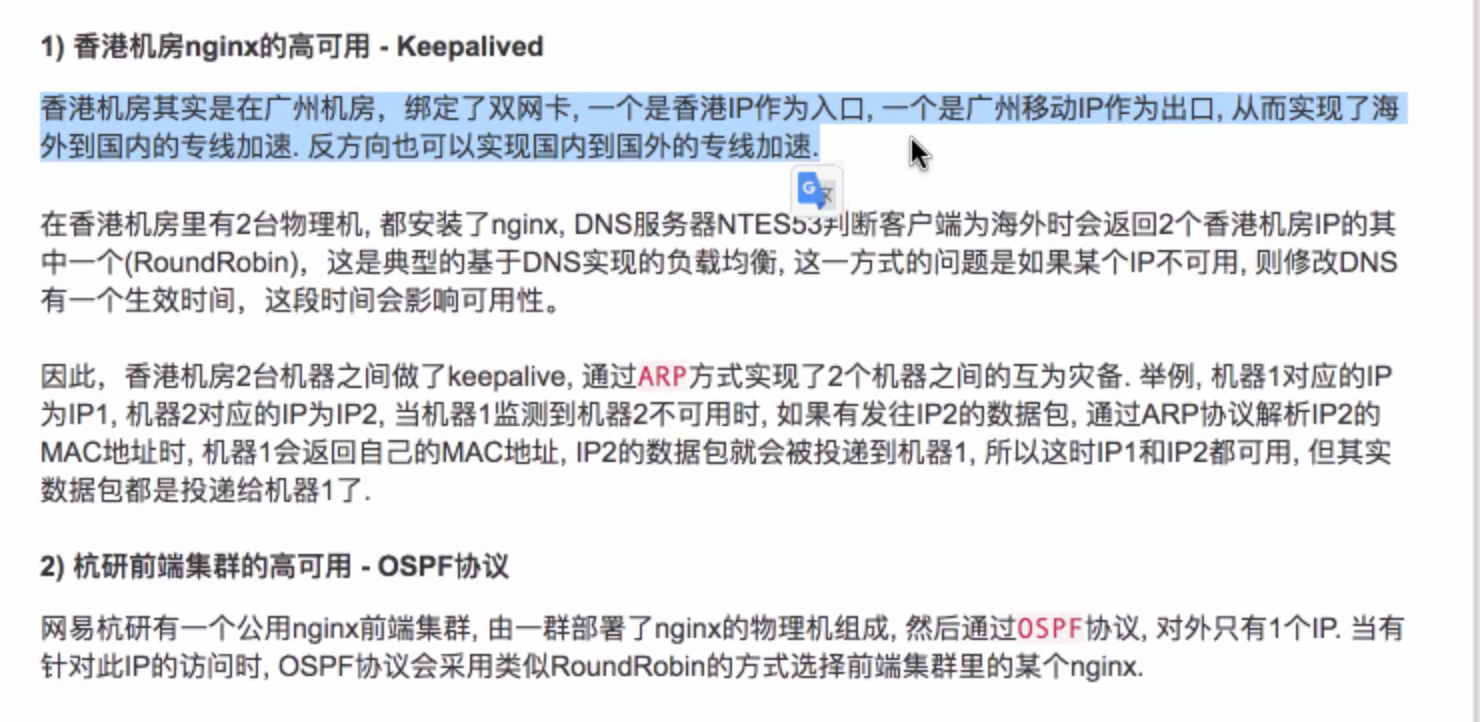 1) 香港机房nginx的高可用 - Keepalived
香港机房其实是在广州机房，绑定了双网卡, 一个是香港IP作为入口, 一个是广州移动IP作为出口, 从而实现了海
外到国内的专线加速. 反方向也可以实现国内到国外的专线加速.
在香港机房里有2台物理机, 都安装了nginx, DNS服务器NTES53判断客户端为海外时会返回2个香港机房IP的其
中一个(RoundRobin)，这是典型的基于DNS实现的负载均衡, 这一方式的问题是如果某个IP不可用, 则修改DNS
有一个生效时间，这段时间会影响可用性。
因此，香港机房2台机器之间做了keepalive, 通过ARP方式实现了2个机器之间的互为灾备. 举例, 机器1对应的IP
为IP1, 机器2对应的IP为IP2, 当机器1监测到机器2不可用时, 如果有发往IP2的数据包, 通过ARP协议解析IP2的
MAC地址时, 机器1会返回自己的MAC地址, IP2的数据包就会被投递到机器1, 所以这时IP1和IP2都可用, 但其实
数据包都是投递给机器1了.
2) 杭研前端集群的高可用 - OSPF协议
网易杭研有一个公用nginx前端集群, 由一群部署了nginx的物理机组成, 然后通过OSPF协议, 对外只有1个IP. 当有
针对此IP的访问时, OSPF协议会采用类似RoundRobin的方式选择前端集群里的某个nginx.